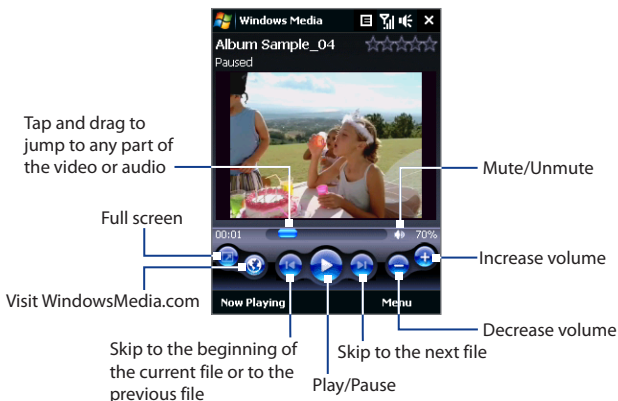 Windows Media
Album Sample_04
Paused
Tap and drag to
jump to any part of
the video or audio
Mute/Unmute
Full screen
00:01
70%
Increase volume
Visit WindowsMedia.com
Now Playing
Menu
Decrease volume
Skip to the beginning of
the current file or to the
previous file
Skip to the next file
Play/Pause